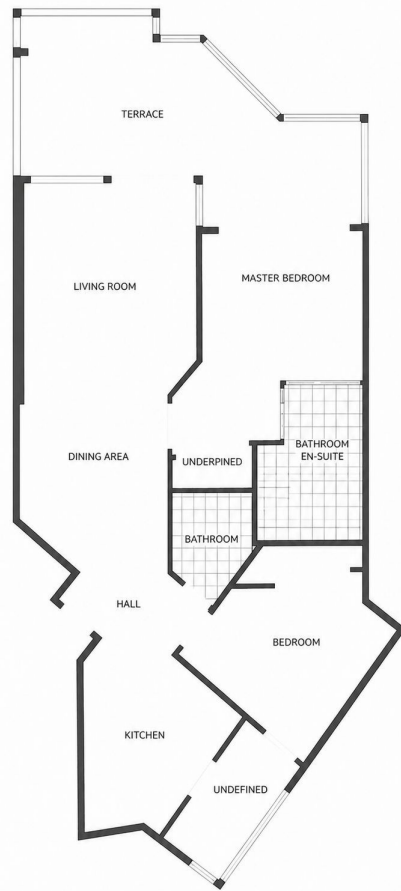 TERRACE
LIVING ROOM
MASTER BEDROOM
DINING AREA
UNDERPINED
BATHROOM
EN-SUITE
BATHROOM
HALL
BEDROOM
KITCHEN
UNDEFINED